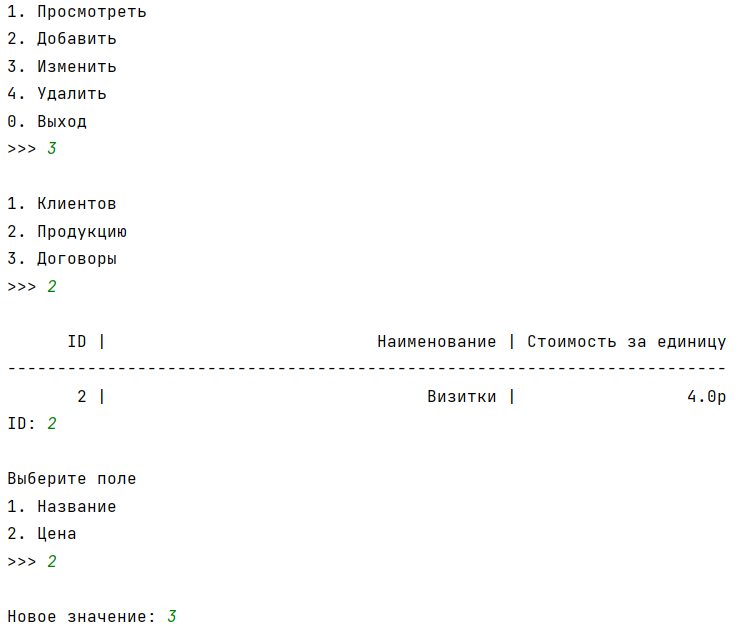 1. Просмотреть
2. Добавить
3. Изменить
4. Удалить
0. Выход
>>> 3
1. Клиентов
2. Продукцию
3. Договоры
>>> 2
ID | Наименование | Стоимость за единицу
------------------------------------------------------------------------
2 | Визитки | 4.0р
ID: 2
Выберите поле
1. Название
2. Цена
>>> 2
Новое значение: 3